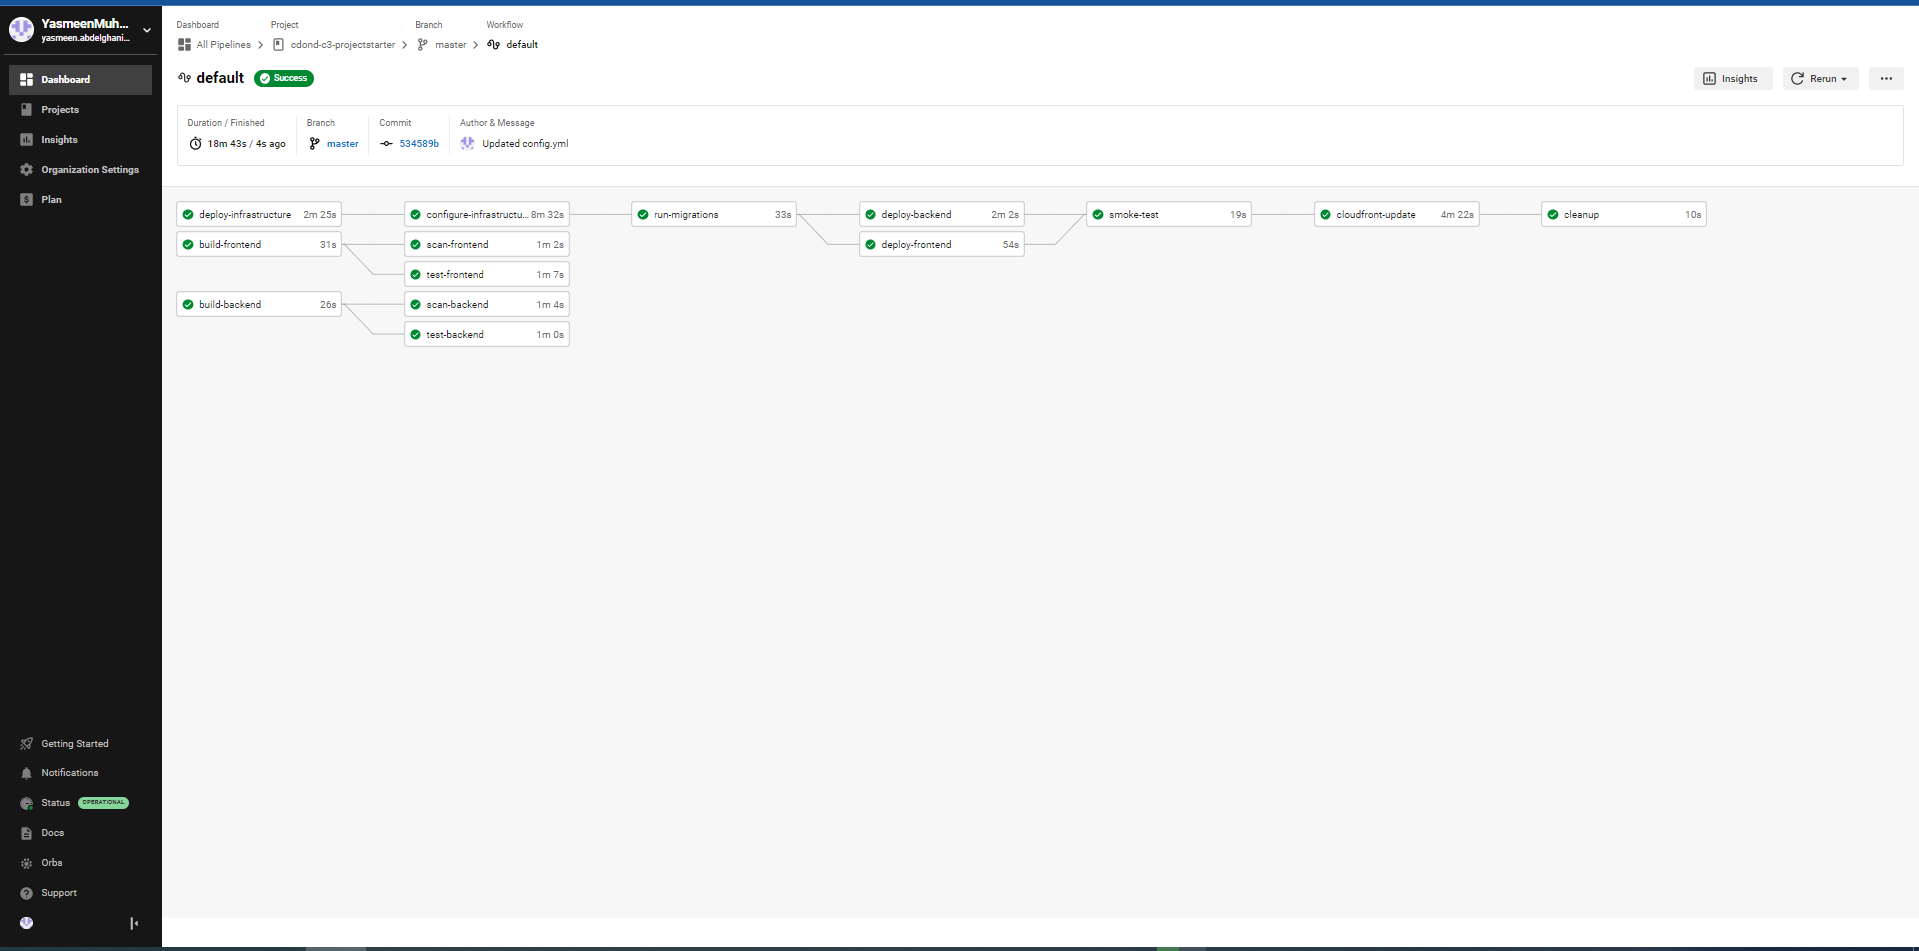 YasmeenMuh...
yasmeen.abdelghani...
Dashboard
Projects
Insights
Organization Settings
Plan
Getting Started
Notifications
Status OPERATIONAL
Docs
Orbs
Support
Dashboard Project Branch Workflow
All Pipelines cdond-c3-projectstarter master default
default Success
Insights Rerun
Duration / Finished Branch Commit Author & Message
18m 43s / 4s ago master 534589b Updated config.yml
deploy-infrastructure 2m 25s configure-infrastructu... 8m 32s run-migrations 33s deploy-backend 2m 2s smoke-test 19s cloudfront-update 4m 22s cleanup 10s
build-frontend 31s scan-frontend 1m 2s deploy-frontend 54s
test-frontend 1m 7s
build-backend 26s scan-backend 1m 4s
test-backend 1m 0s